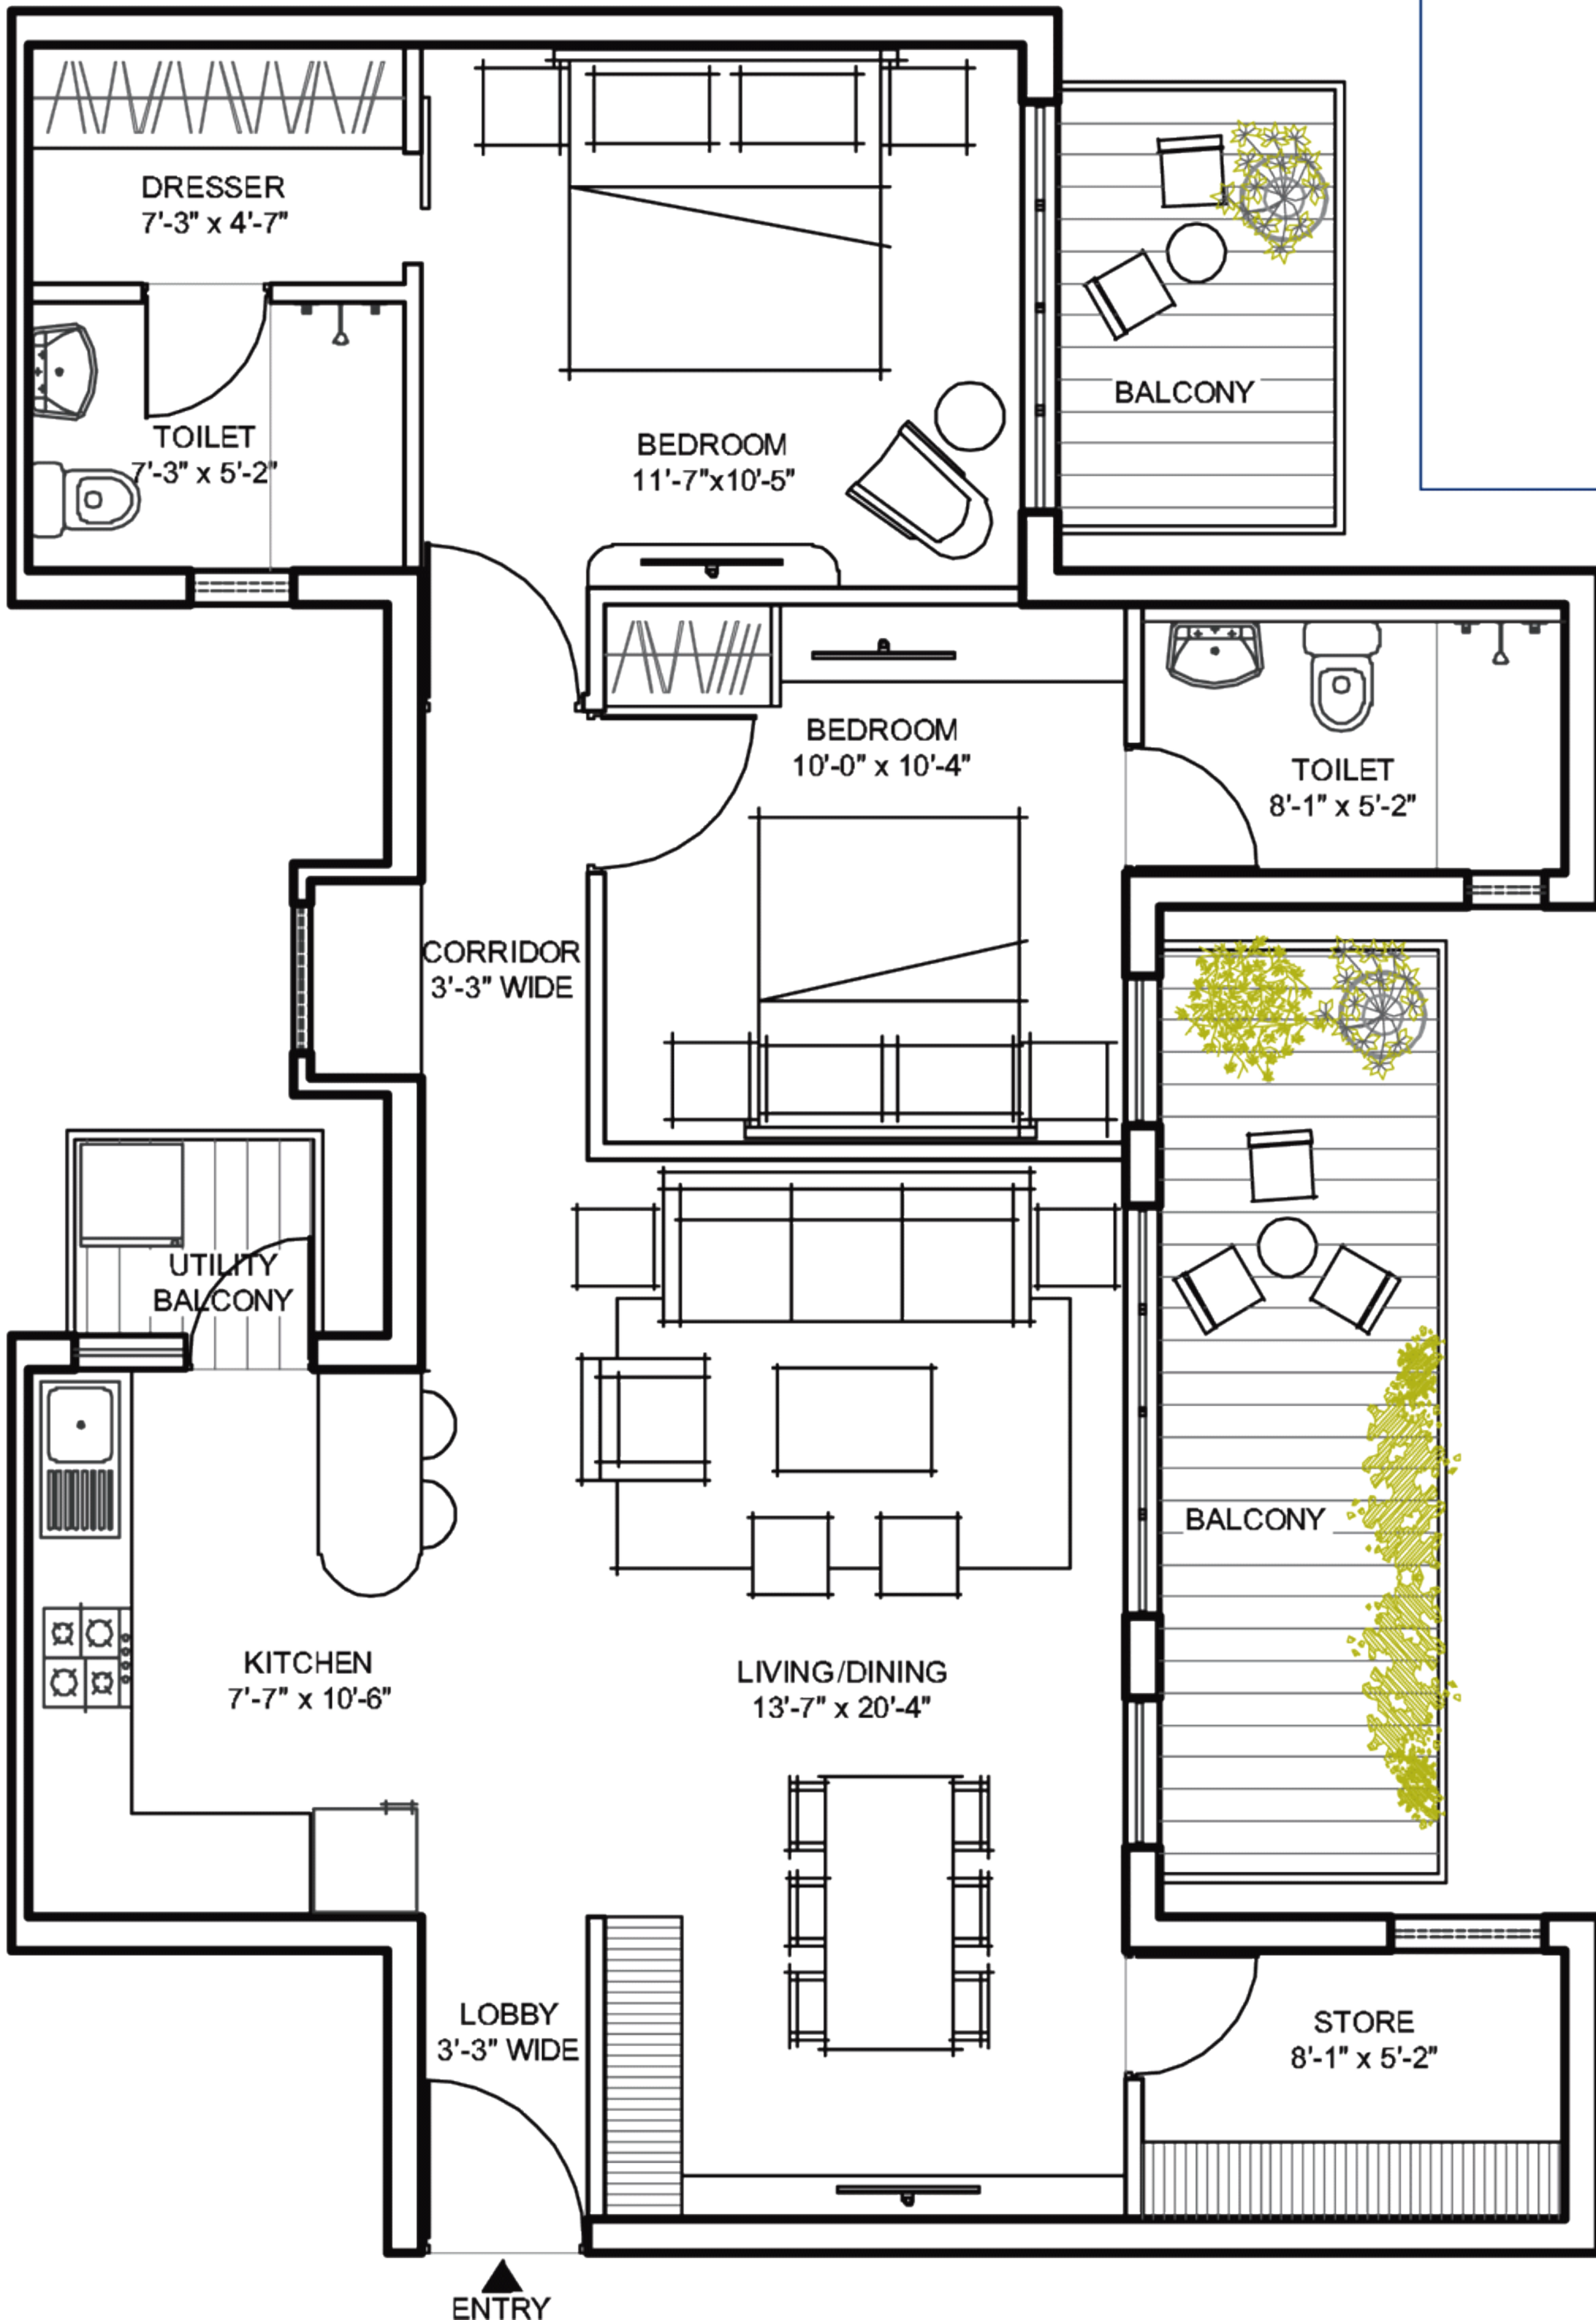 DRESSER
7'-3" x 4'-7"
BALCONY
TOILET
7'-3" x 5'-2"
BEDROOM
11'-7"x10'-5"
BEDROOM
10'-0" x 10'-4"
TOILET
8'-1" x 5'-2"
CORRIDOR
3'-3" WIDE
UTILITY
BALCONY
BALCONY
KITCHEN
7'-7" x 10'-6"
LIVING/DINING
13'-7" x 20'-4"
LOBBY
3'-3" WIDE
STORE
8'-1" x 5'-2"
ENTRY